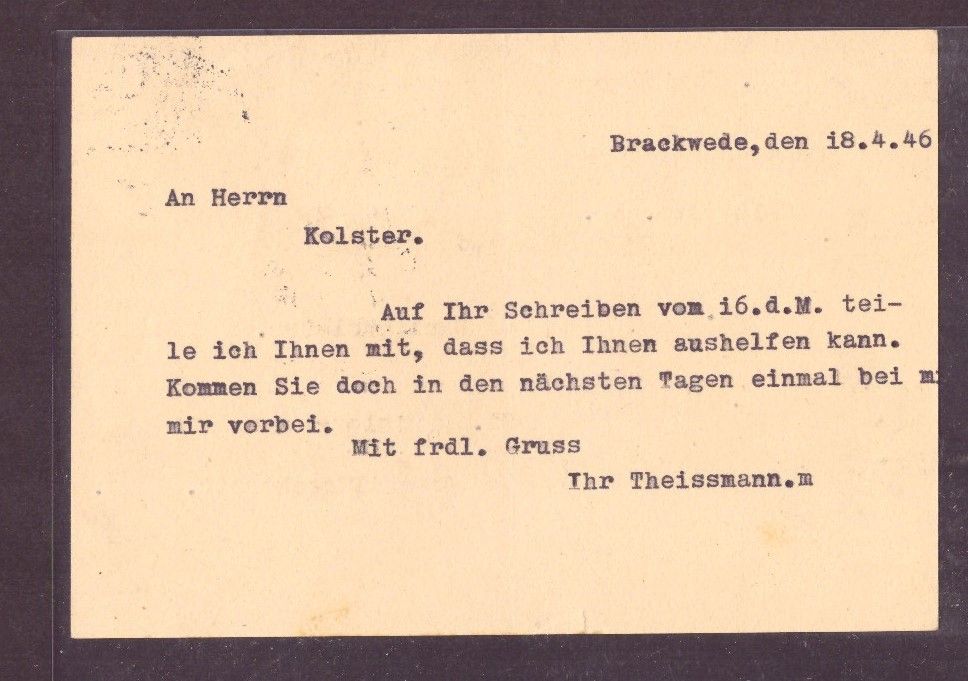 Brackwede,den i8.4.46
An Herrn
Kolster.
Auf Ihr Schreiben vom i6.d.M. tei-
le ich Ihnen mit, dass ich Ihnen aushelfen kann.
Kommen Sie doch in den nächsten Tagen einmal bei mi
mir vorbei.
Mit frdl. Gruss
Ihr Theissmann.m